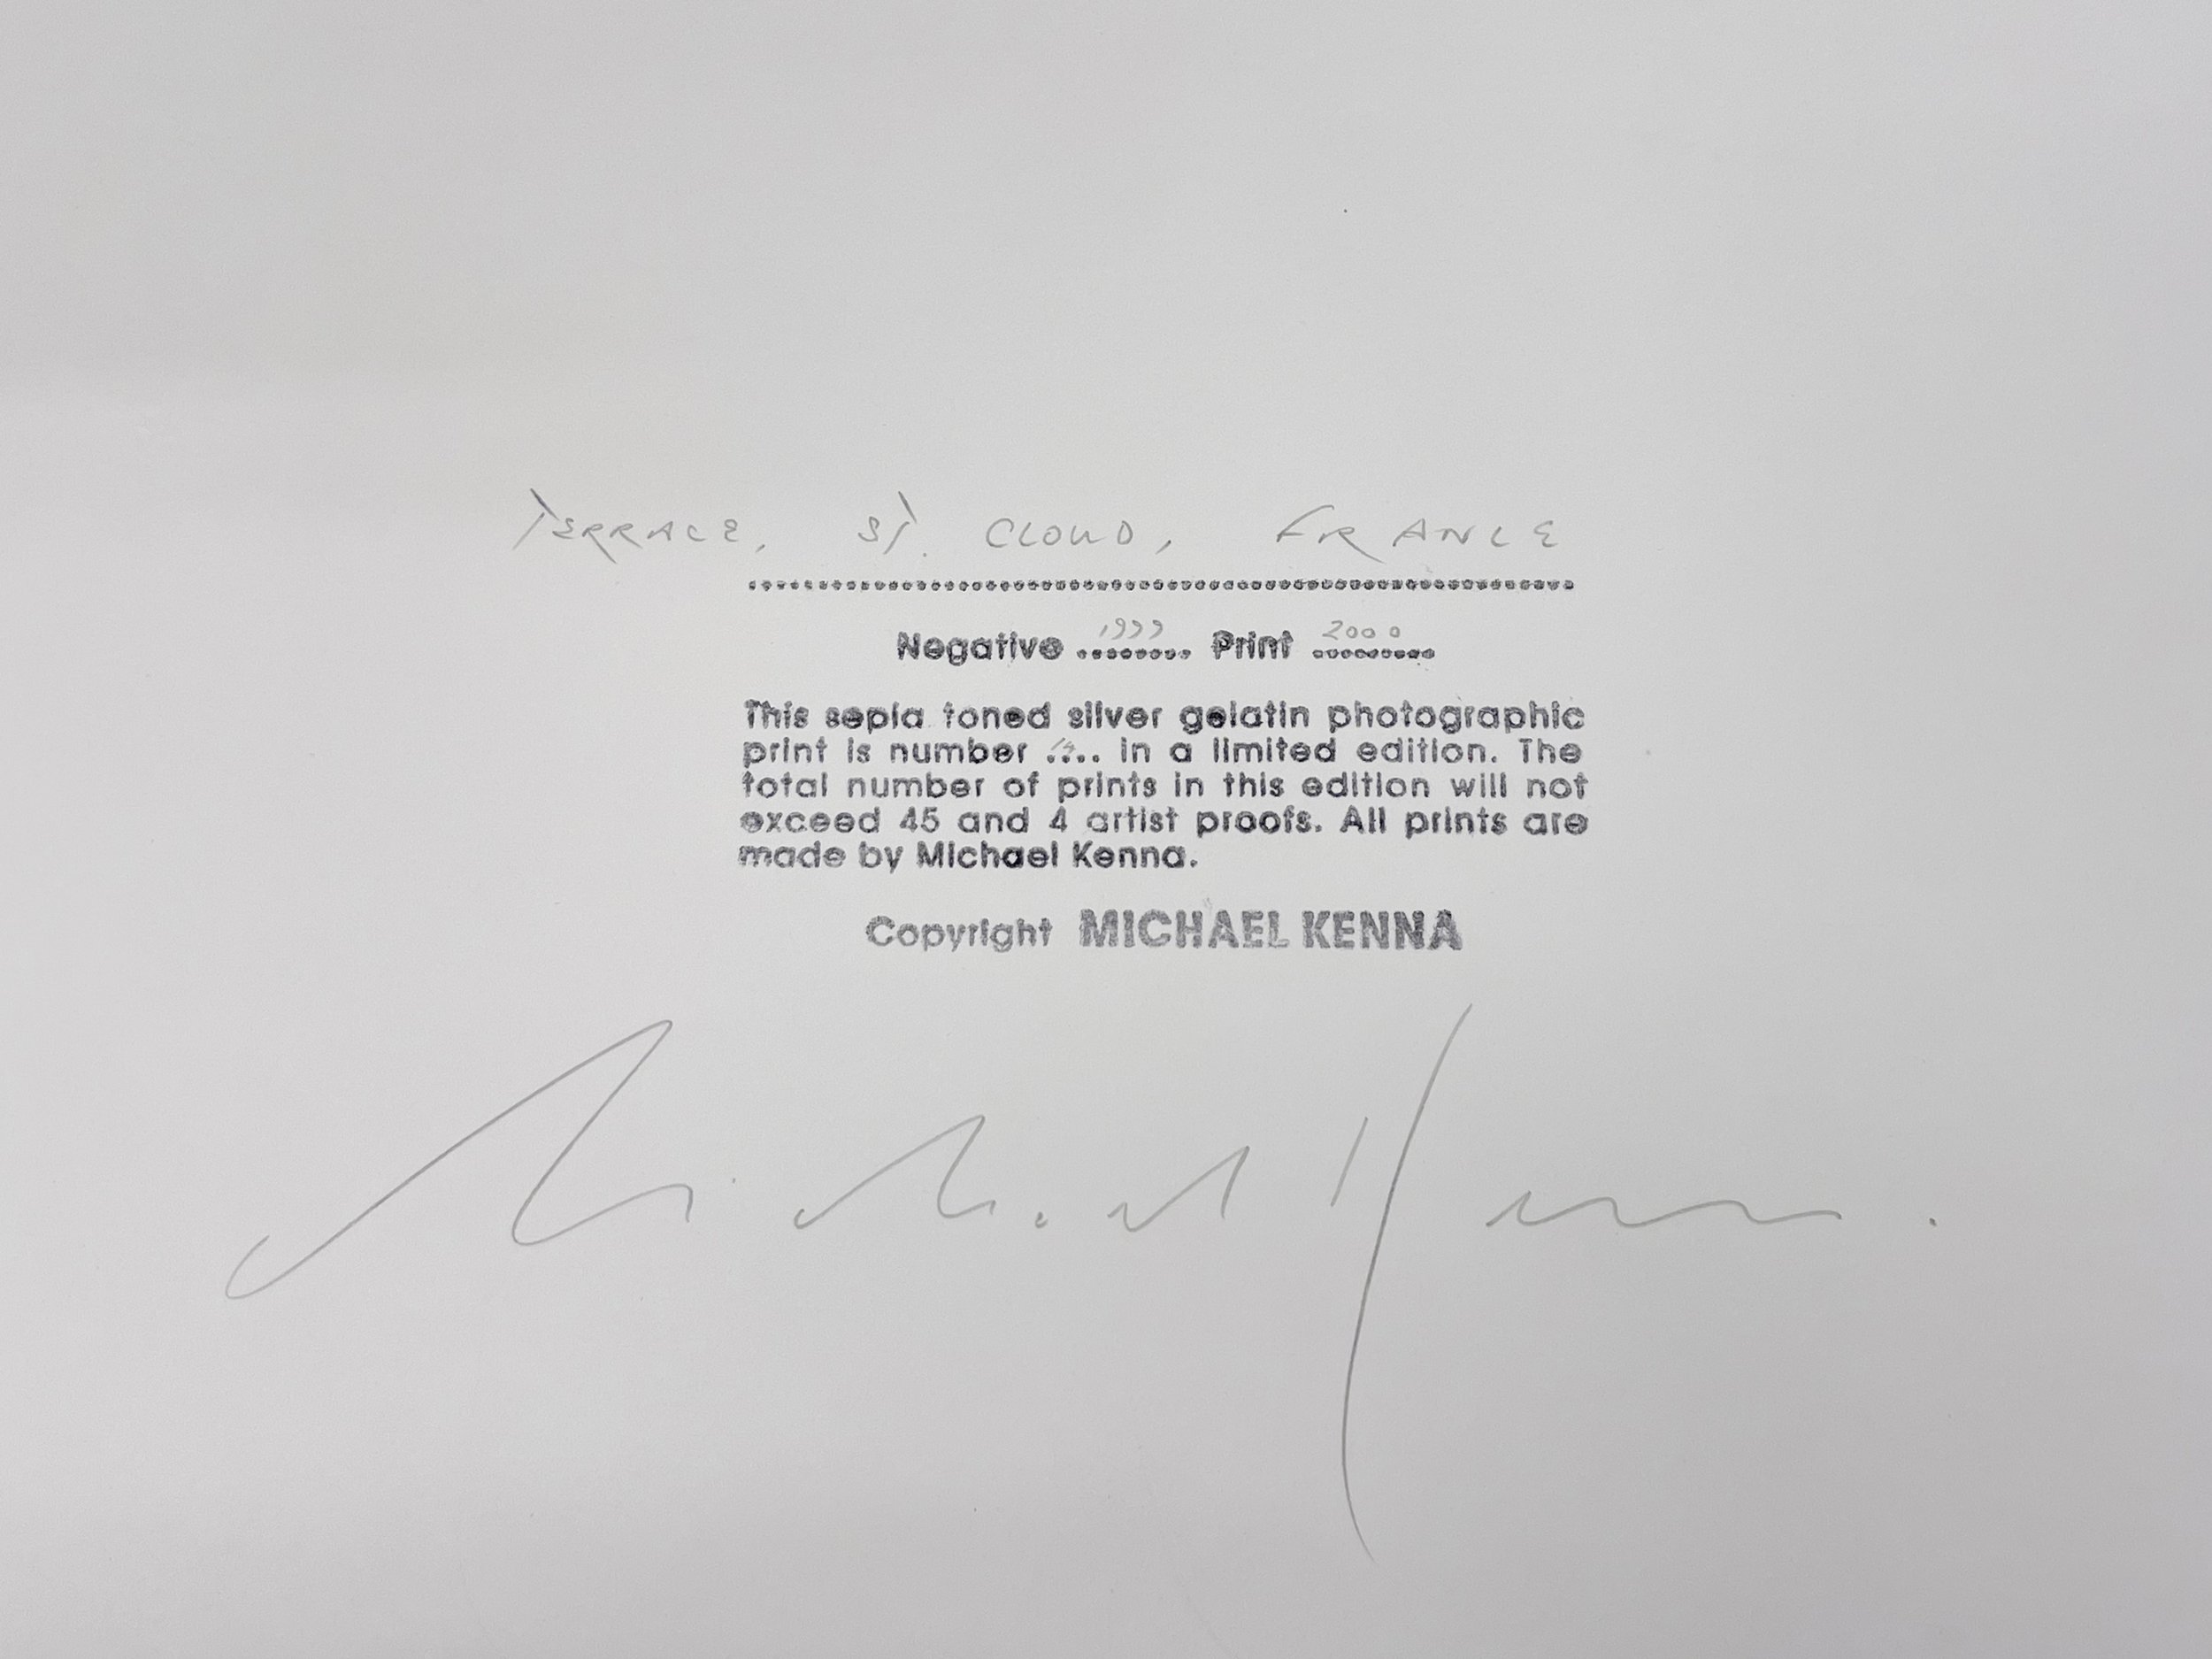 TERRACE, ST. CLOUD, FRANCE
Negative 1999 Print 2000
This sepia toned silver gelatin photographic
print is number .... in a limited edition. The
total number of prints in this edition will not
exceed 45 and 4 artist proofs. All prints are
made by Michael Kenna.
Copyright MICHAEL KENNA
Michael Kenna.